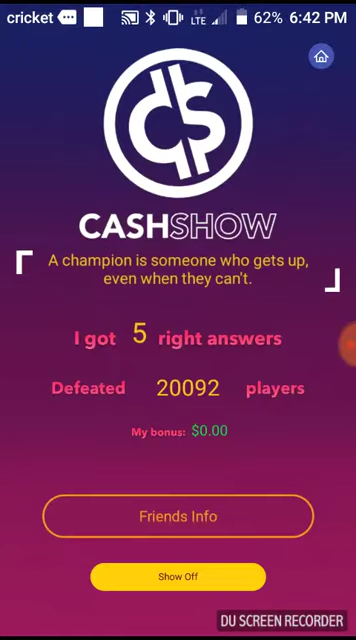 cricket LTE 62% 6:42 PM
CASHSHOW
A champion is someone who gets up,
even when they can't.
I got 5 right answers
Defeated 20092 players
My bonus: $0.00
Friends Info
Show Off
DU SCREEN RECORDER